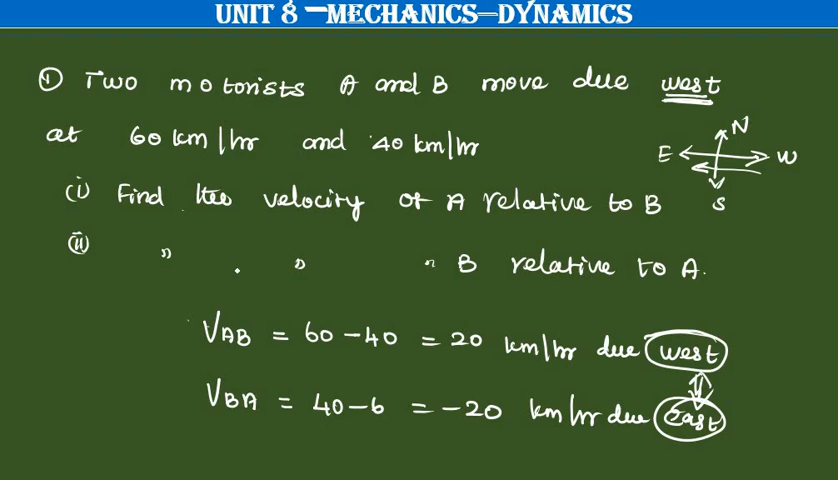 UNIT 8 – MECHANICS – DYNAMICS
① Two motorists A and B move due west
at 60 km/hr and 40 km/hr
N
E W
S
(i) Find the velocity of A relative to B
(ii) " " " B relative to A.
VAB = 60 - 40 = 20 km/hr due west
VBA = 40 - 6 = -20 km/hr due east